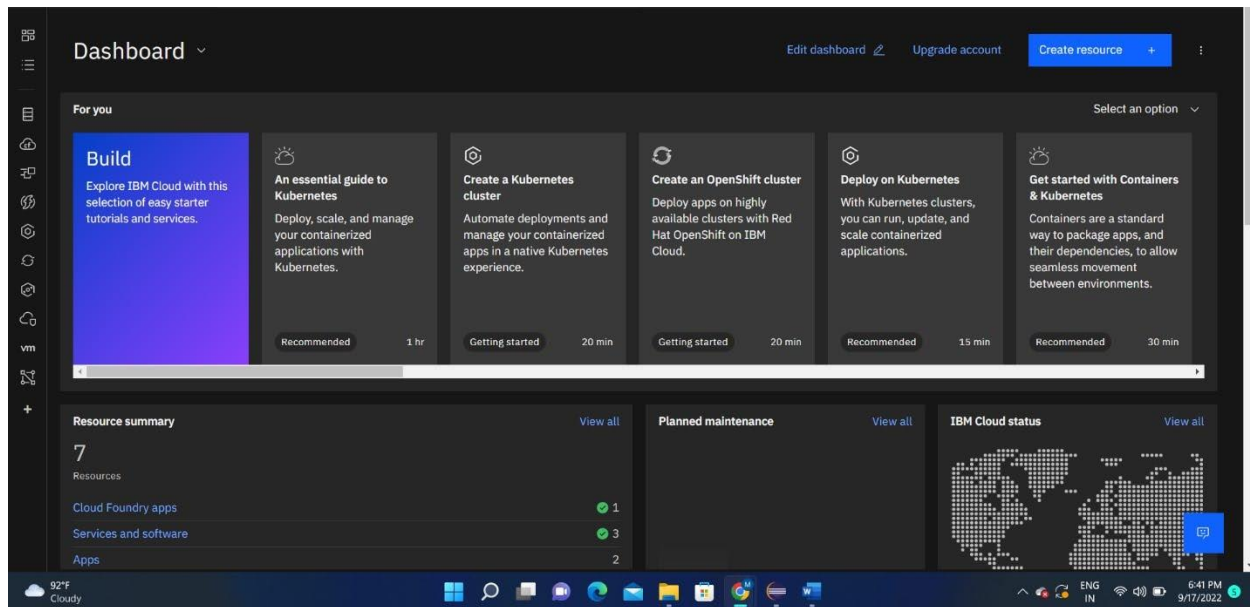 Dashboard
Edit dashboard
Upgrade account
Create resource +
For you
Select an option
Build
Explore IBM Cloud with this
selection of easy starter
tutorials and services.
An essential guide to
Kubernetes
Deploy, scale, and manage
your containerized
applications with
Kubernetes.
Recommended 1 hr
Create a Kubernetes
cluster
Automate deployments and
manage your containerized
apps in a native Kubernetes
experience.
Getting started 20 min
Create an OpenShift cluster
Deploy apps on highly
available clusters with Red
Hat OpenShift on IBM
Cloud.
Getting started 20 min
Deploy on Kubernetes
With Kubernetes clusters,
you can run, update, and
scale containerized
applications.
Recommended 15 min
Get started with Containers
& Kubernetes
Containers are a standard
way to package apps, and
their dependencies, to allow
seamless movement
between environments.
Recommended 30 min
vm
+
Resource summary View all
7
Resources
Cloud Foundry apps 1
Services and software 3
Apps 2
Planned maintenance View all
IBM Cloud status View all
92°F
Cloudy
ENG
IN
6:41 PM
9/17/2022